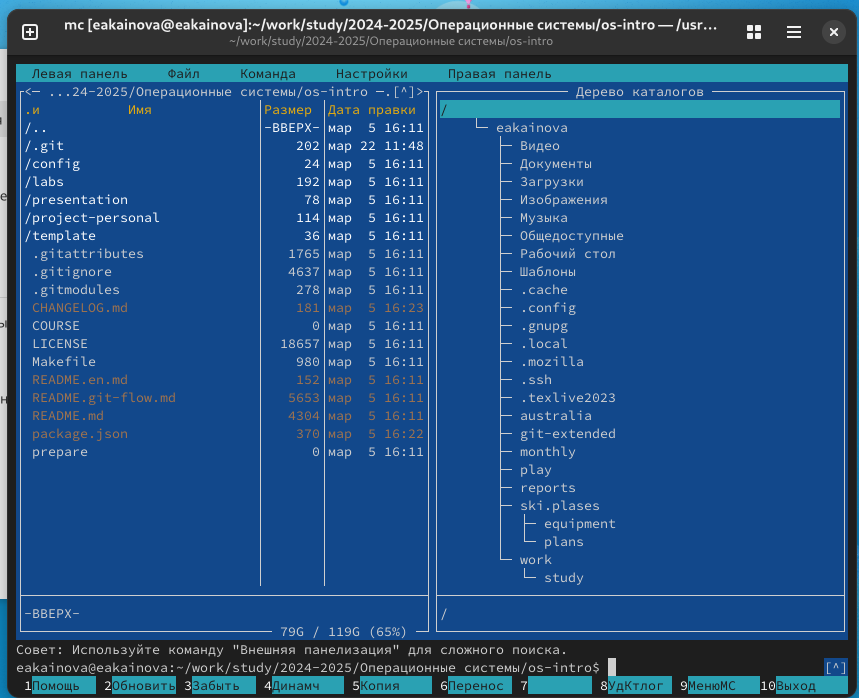 mc [eakainova@eakainova]:~/work/study/2024-2025/Операционные системы/os-intro — /usr…
~/work/study/2024-2025/Операционные системы/os-intro
Левая панель Файл Команда Настройки Правая панель
<— ...24-2025/Операционные системы/os-intro —.[^]>
Дерево каталогов
.и Имя Размер Дата правки
/.. -ВВЕРХ- мар 5 16:11
/.git 202 мар 22 11:48
/config 24 мар 5 16:11
/labs 192 мар 5 16:11
/presentation 78 мар 5 16:11
/project-personal 114 мар 5 16:11
/template 36 мар 5 16:11
.gitattributes 1765 мар 5 16:11
.gitignore 4637 мар 5 16:11
.gitmodules 278 мар 5 16:11
CHANGELOG.md 181 мар 5 16:23
COURSE 0 мар 5 16:11
LICENSE 18657 мар 5 16:11
Makefile 980 мар 5 16:11
README.en.md 152 мар 5 16:11
README.git-flow.md 5653 мар 5 16:11
README.md 4304 мар 5 16:11
package.json 370 мар 5 16:22
prepare 0 мар 5 16:11
-ВВЕРХ-
79G / 119G (65%)
/
eakainova
Видео
Документы
Загрузки
Изображения
Музыка
Общедоступные
Рабочий стол
Шаблоны
.cache
.config
.gnupg
.local
.mozilla
.ssh
.texlive2023
australia
git-extended
monthly
play
reports
ski.plases
equipment
plans
work
study
/
Совет: Используйте команду "Внешняя панелизация" для сложного поиска.
eakainova@eakainova:~/work/study/2024-2025/Операционные системы/os-intro$ [^]
1Помощь 2Обновить 3Забыть 4Динамч 5Копия 6Перенос 7 8УдКтлог 9МенюМС 10Выход